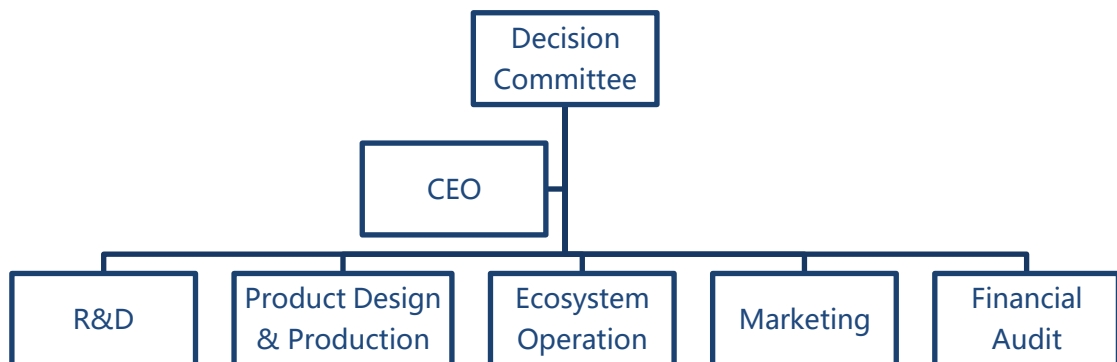 Decision
Committee
CEO
R&D
Product Design
& Production
Ecosystem
Operation
Marketing
Financial
Audit